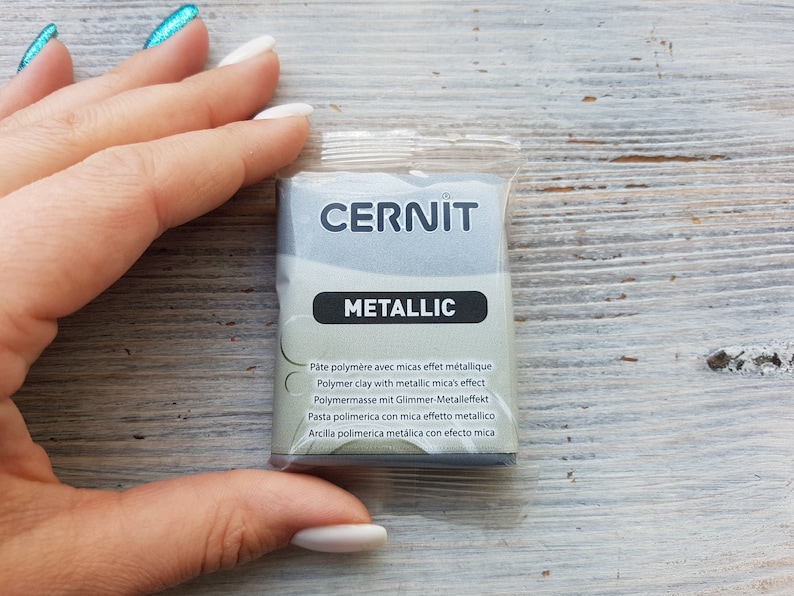 CERNIT®
METALLIC
Pâte polymère avec micas effet métallique
Polymer clay with metallic mica's effect
Polymermasse mit Glimmer-Metalleffekt
Pasta polimerica con mica effetto metallico
Arcilla polimerica metálica con efecto mica